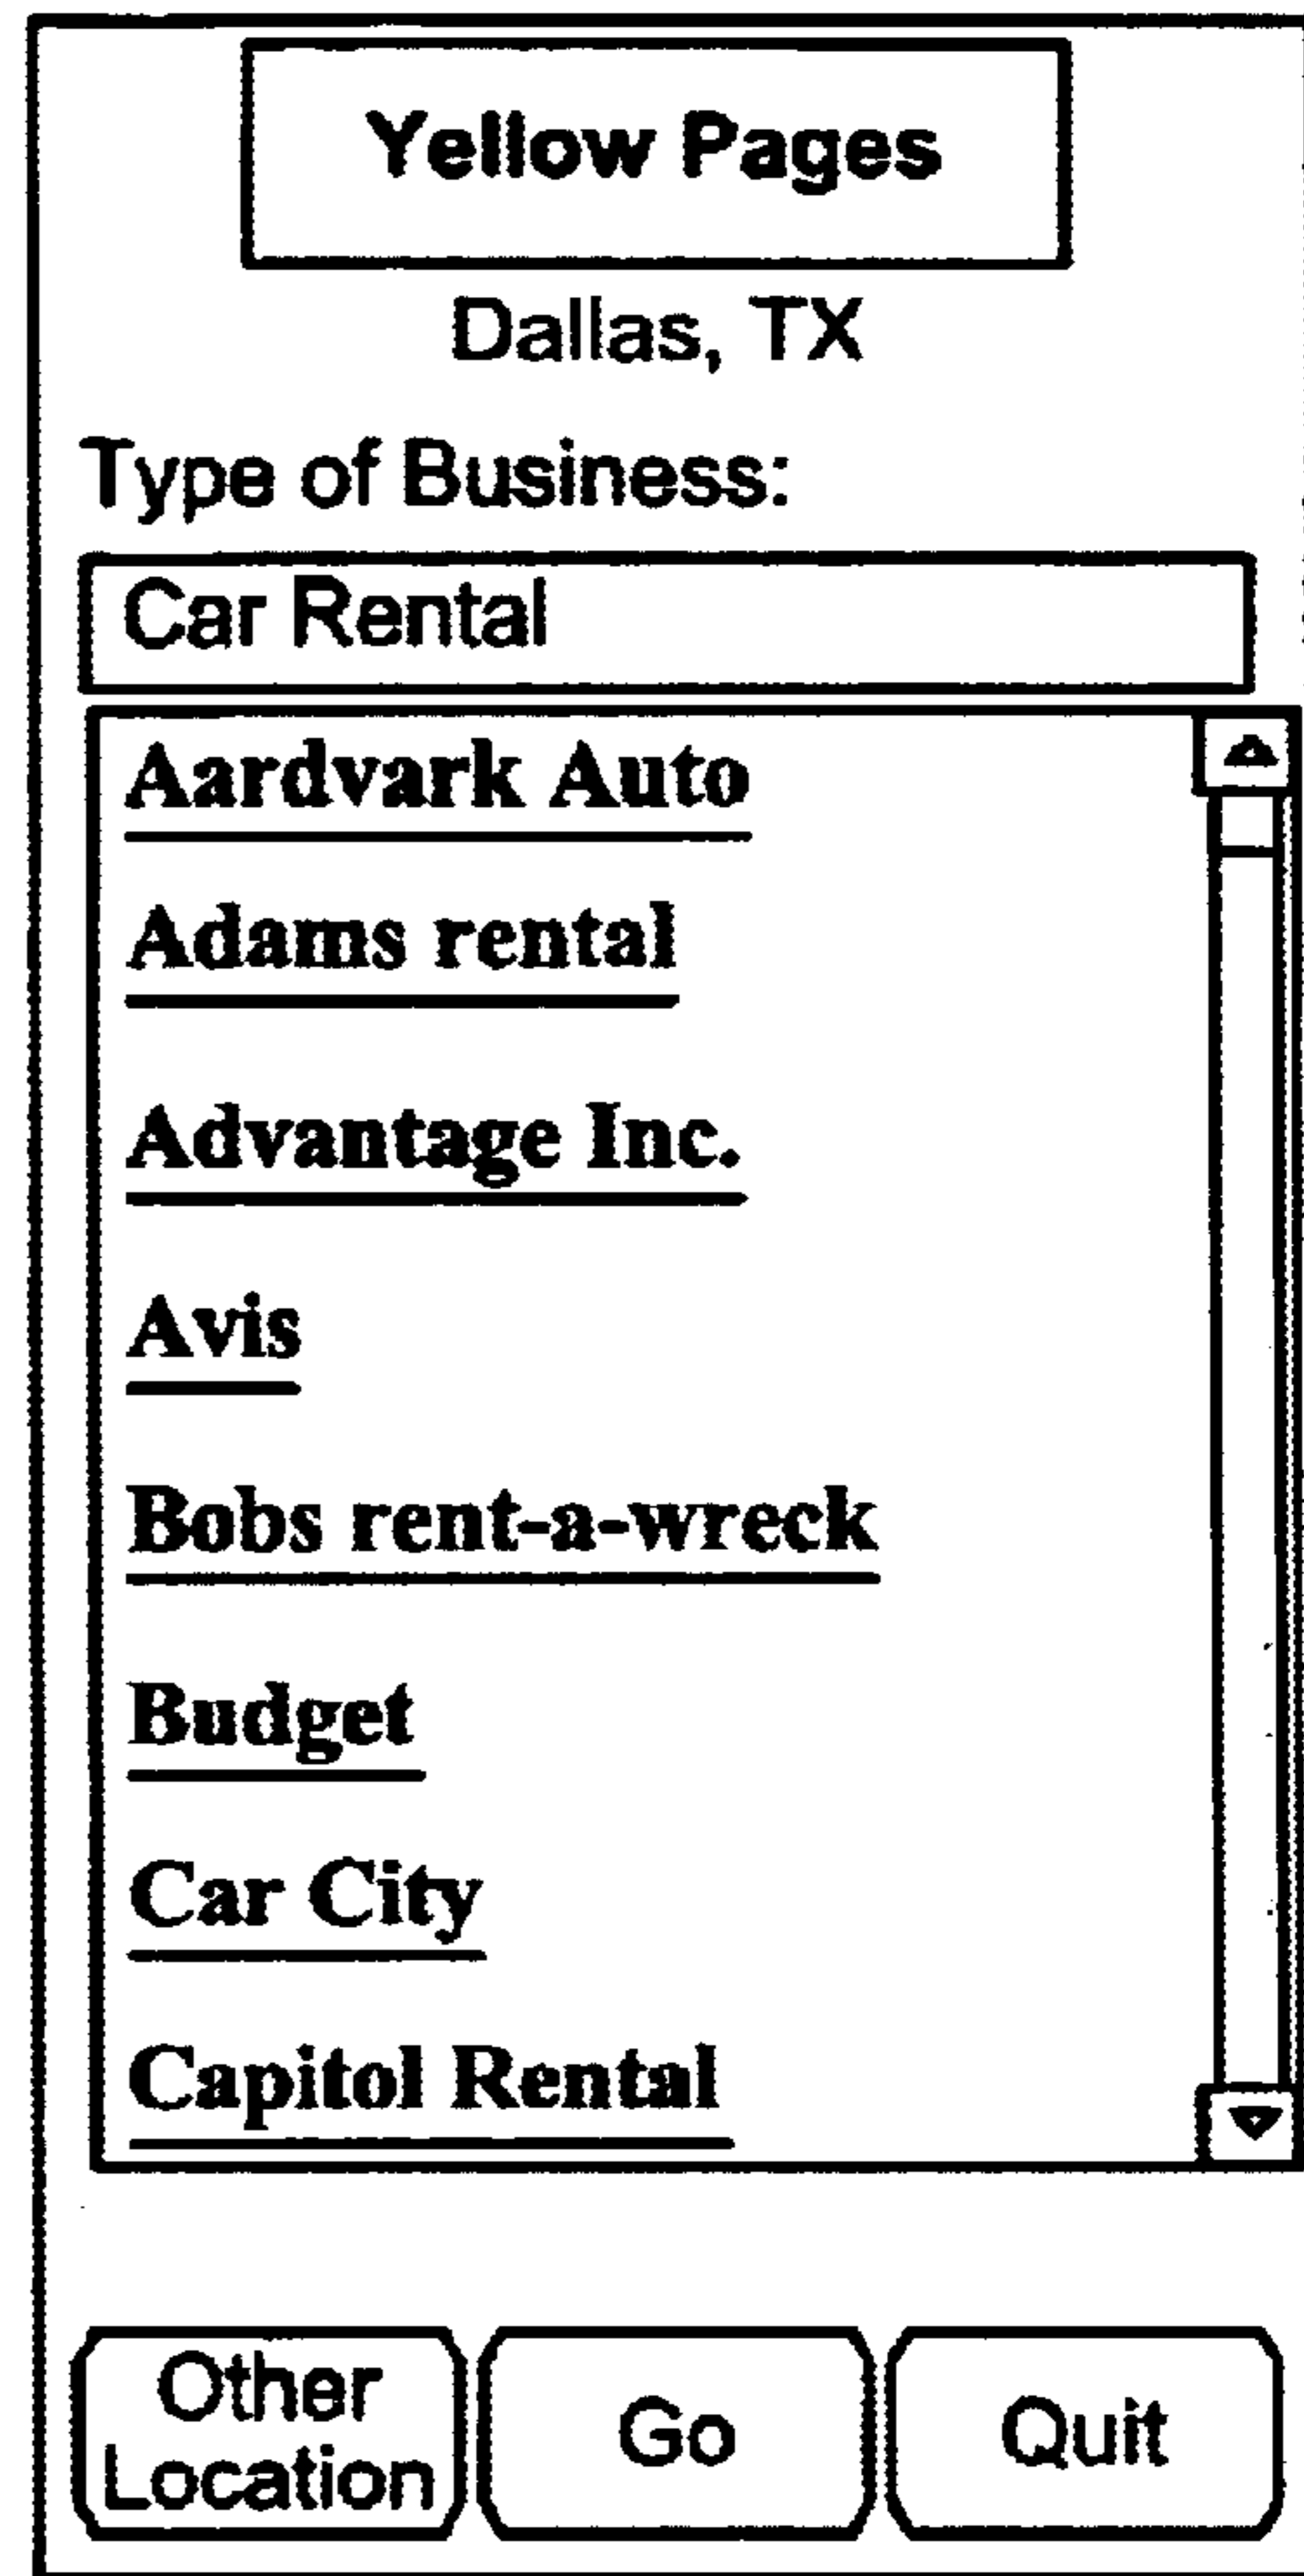 Yellow Pages
Dallas, TX
Type of Business:
Car Rental
Aardvark Auto
Adams rental
Advantage Inc.
Avis
Bobs rent-a-wreck
Budget
Car City
Capitol Rental
Other
Location
Go
Quit